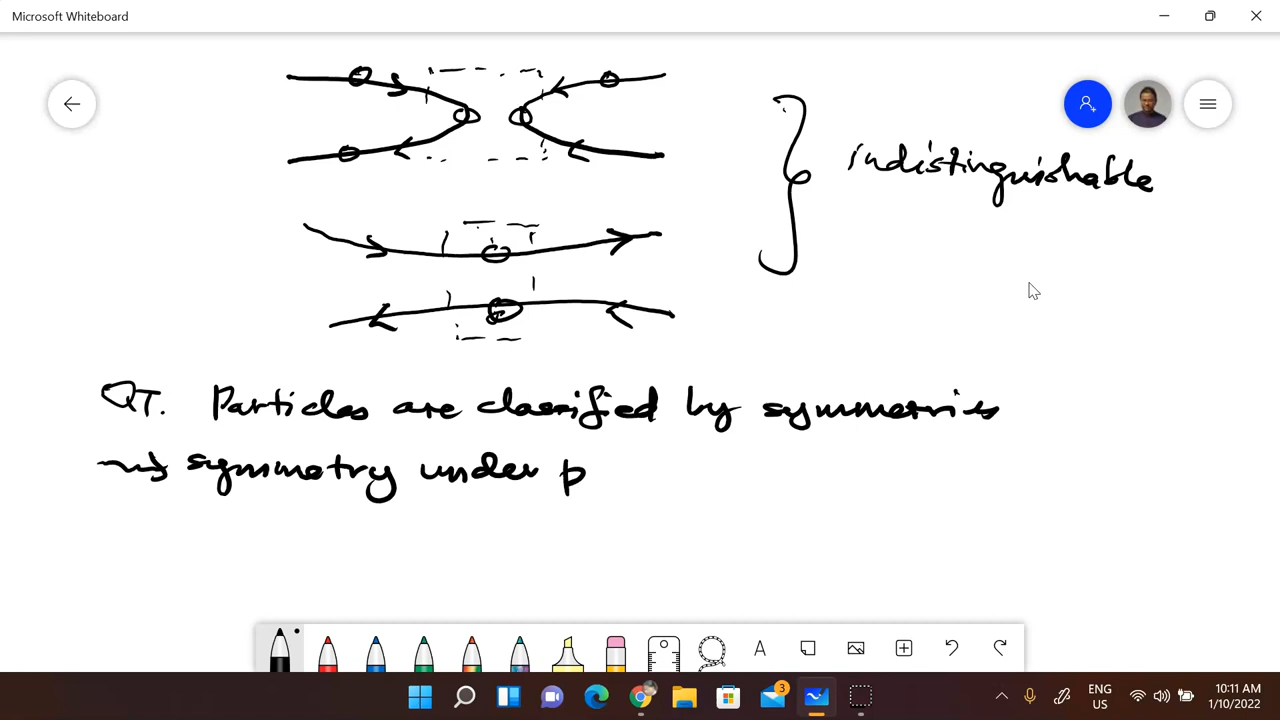 Microsoft Whiteboard
indistinguishable
QT. Particles are classified by symmetries
symmetry under p
A
3
ENG
US
10:11 AM
1/10/2022